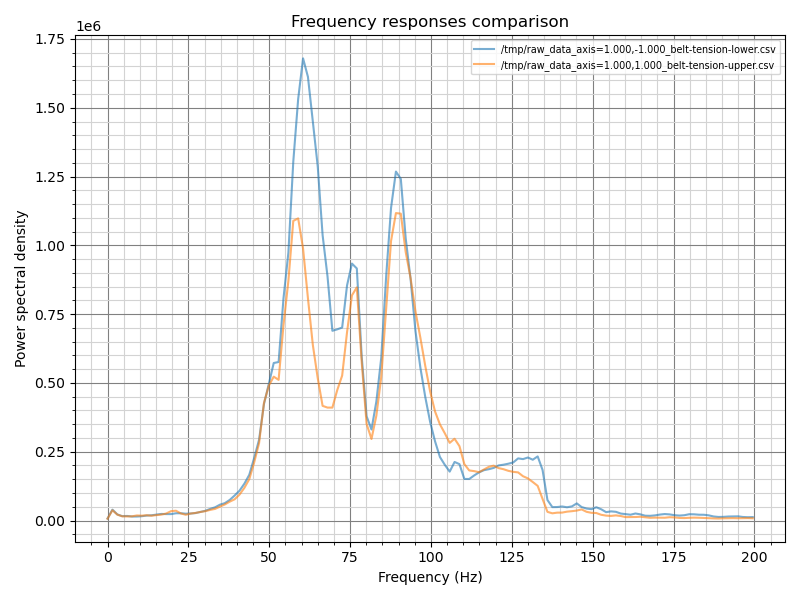 Frequency responses comparison
1e6
/tmp/raw_data_axis=1.000,-1.000_belt-tension-lower.csv
/tmp/raw_data_axis=1.000,1.000_belt-tension-upper.csv
1.75
1.50
1.25
1.00
0.75
0.50
0.25
0.00
Power spectral density
0 25 50 75 100 125 150 175 200
Frequency (Hz)